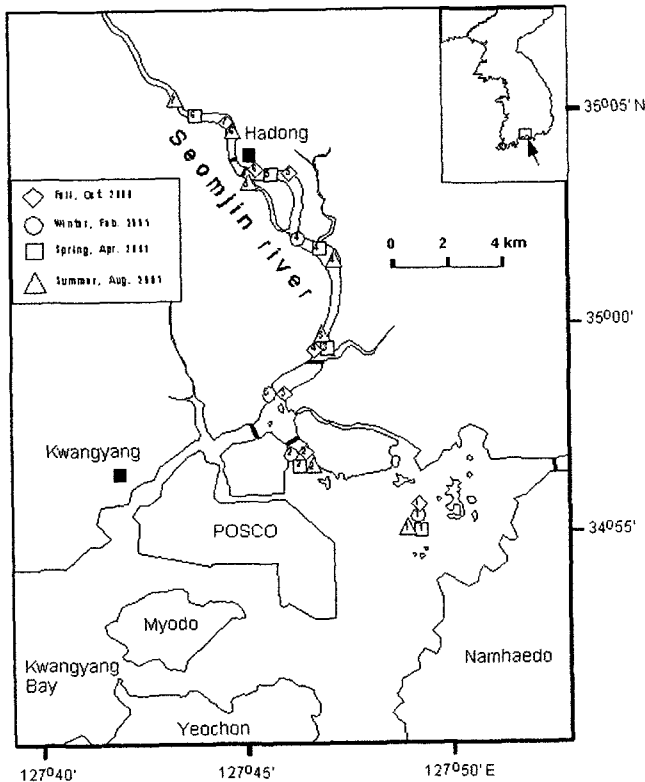 35°05' N
Hadong
Seomjin river
Fall, Oct. 2000
Winter, Feb. 2001
Spring, Apr. 2001
Summer, Aug. 2001
0 2 4 km
35°00'
Kwangyang
34°55'
POSCO
Myodo
Namhaedo
Kwangyang
Bay
Yeochon
127°40' 127°45' 127°50' E